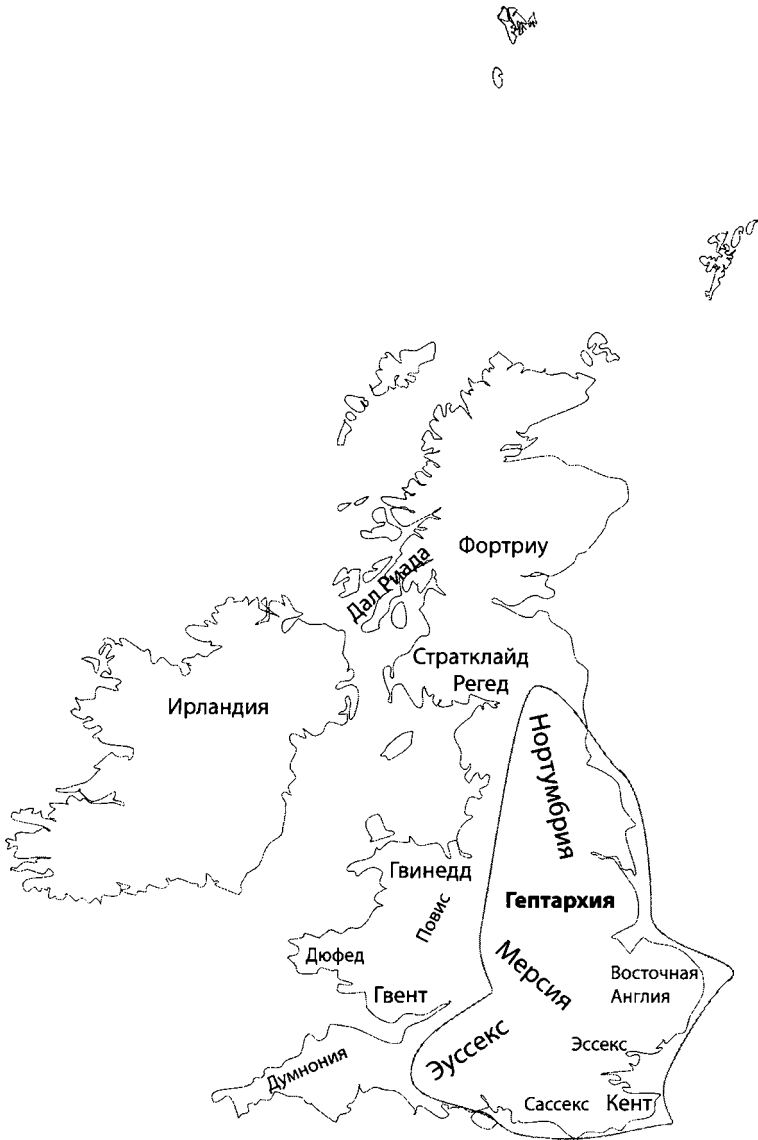 Фортриу
Дал Риада
Стратклайд
Регед
Ирландия
Нортумбрия
Гвинедд
Гептархия
Повис
Дюфед
Мерсия
Восточная
Англия
Гвент
Эуссекс
Эссекс
Думнония
Сассекс
Кент